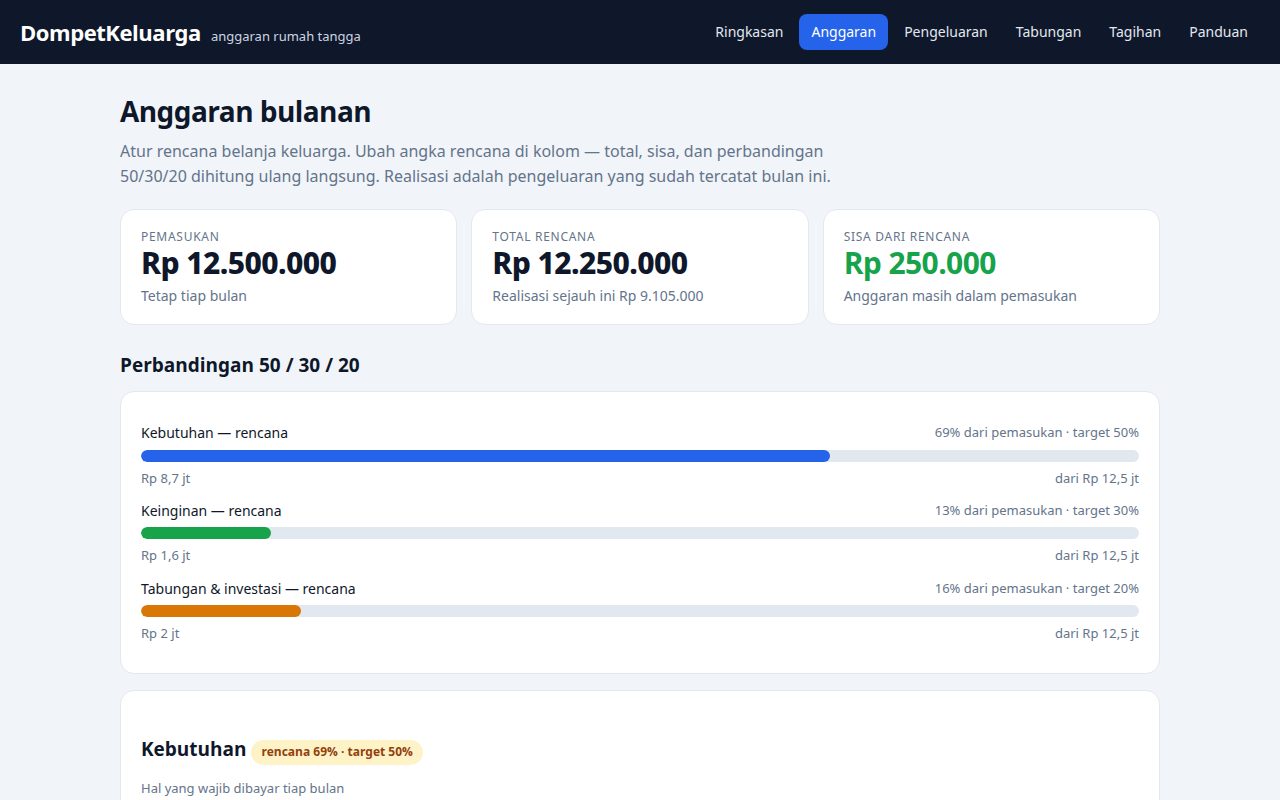 DompetKeluarga anggaran rumah tangga
Ringkasan Anggaran Pengeluaran Tabungan Tagihan Panduan
Anggaran bulanan
Atur rencana belanja keluarga. Ubah angka rencana di kolom — total, sisa, dan perbandingan
50/30/20 dihitung ulang langsung. Realisasi adalah pengeluaran yang sudah tercatat bulan ini.
PEMASUKAN
Rp 12.500.000
Tetap tiap bulan
TOTAL RENCANA
Rp 12.250.000
Realisasi sejauh ini Rp 9.105.000
SISA DARI RENCANA
Rp 250.000
Anggaran masih dalam pemasukan
Perbandingan 50 / 30 / 20
Kebutuhan — rencana 69% dari pemasukan · target 50%
Rp 8,7 jt dari Rp 12,5 jt
Keinginan — rencana 13% dari pemasukan · target 30%
Rp 1,6 jt dari Rp 12,5 jt
Tabungan & investasi — rencana 16% dari pemasukan · target 20%
Rp 2 jt dari Rp 12,5 jt
Kebutuhan rencana 69% · target 50%
Hal yang wajib dibayar tiap bulan